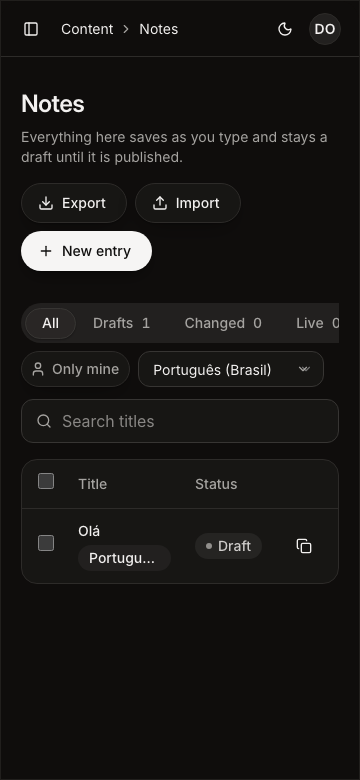 Content > Notes
DO
Notes
Everything here saves as you type and stays a
draft until it is published.
Export
Import
New entry
All
Drafts 1
Changed 0
Live 0
Only mine
Português (Brasil)
Search titles
Title
Status
Olá
Portugu...
Draft